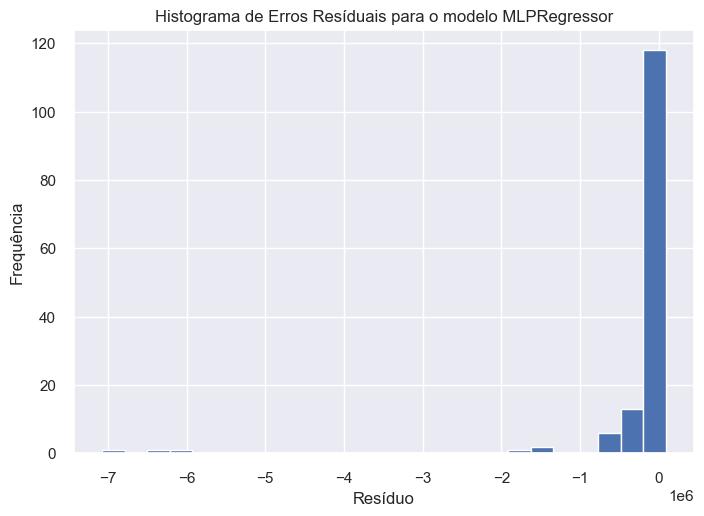 Histograma de Erros Resíduais para o modelo MLPRegressor
120
100
80
60
40
20
0
Frequência
−7 −6 −5 −4 −3 −2 −1 0
1e6
Resíduo